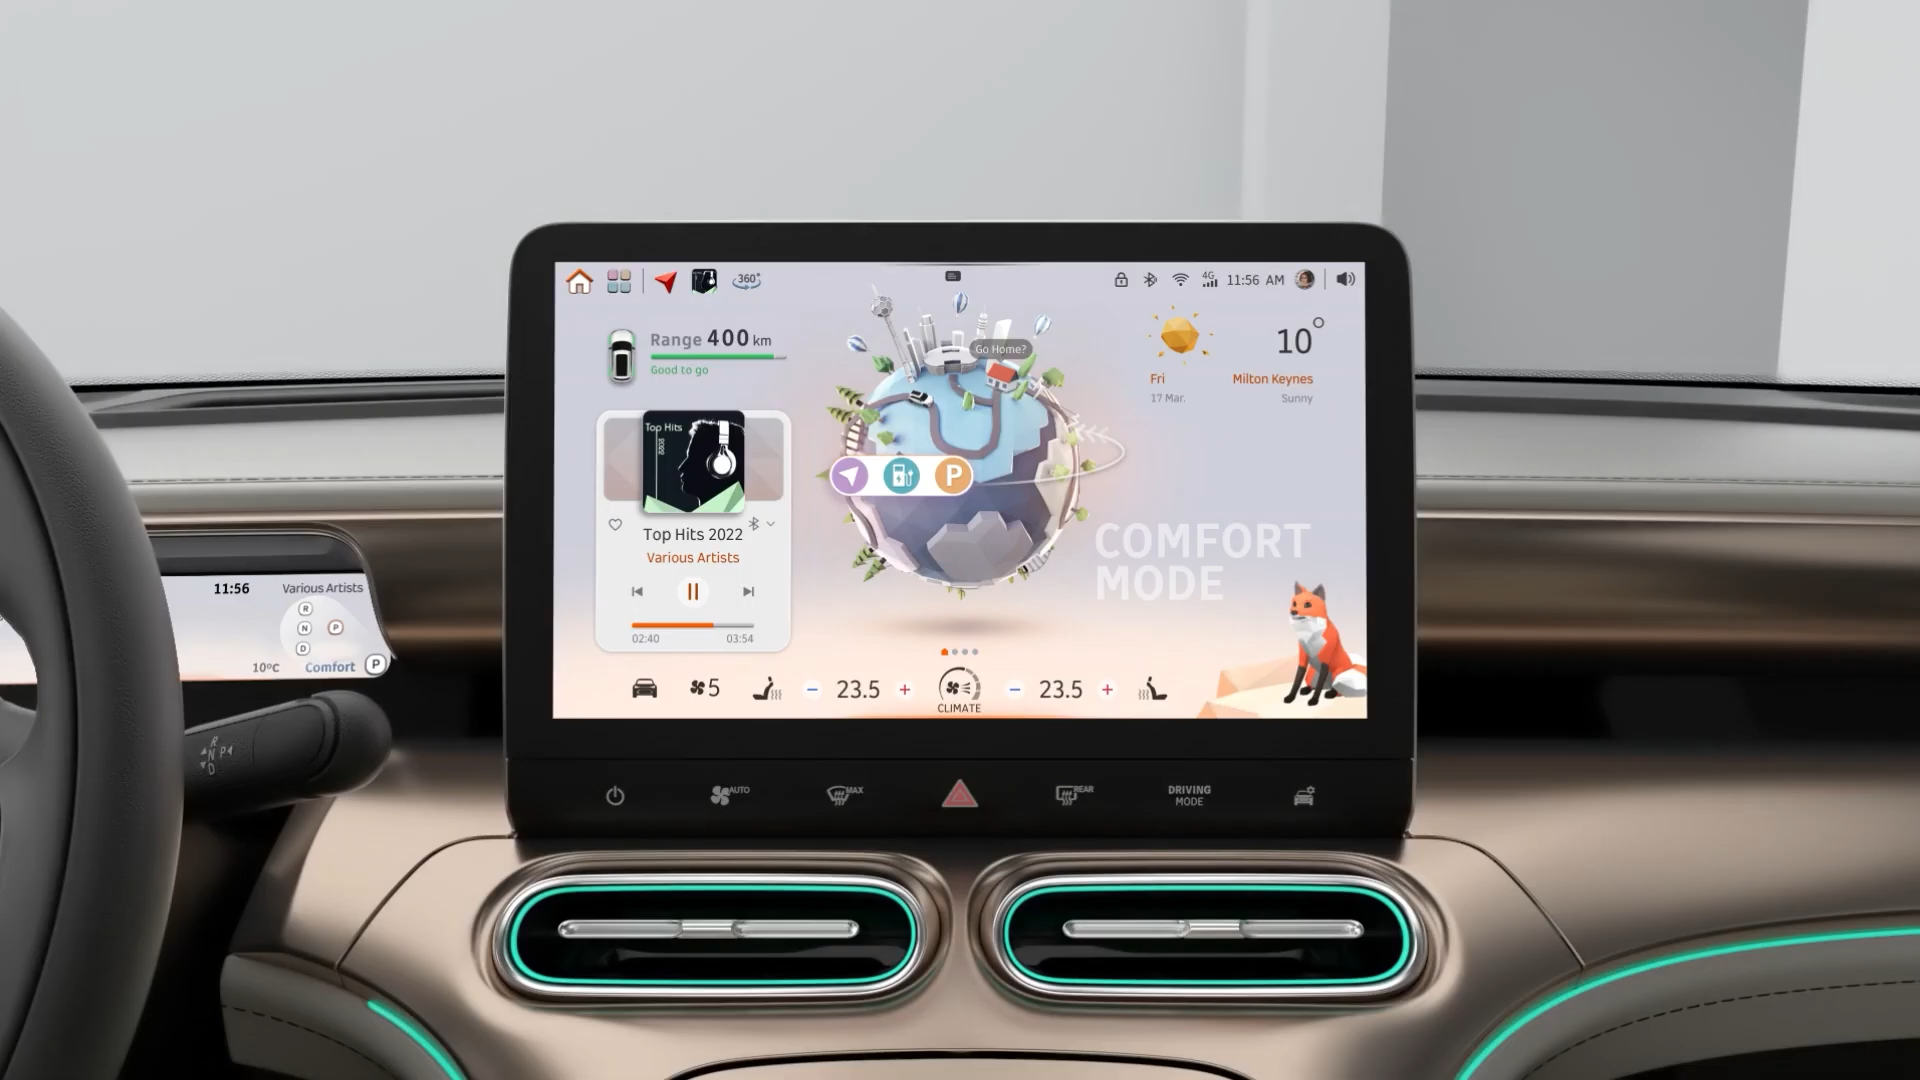 360°
4G
11:56 AM
Range 400 km
Good to go
Go Home?
10°
Fri
Milton Keynes
17 Mar.
Sunny
Top Hits
2022
Top Hits 2022
Various Artists
02:40
03:54
P
COMFORT
MODE
5
23.5
23.5
CLIMATE
11:56
Various Artists
R
N
P
D
10ºC
Comfort
P
R
N
D
P
AUTO
MAX
REAR
DRIVING
MODE